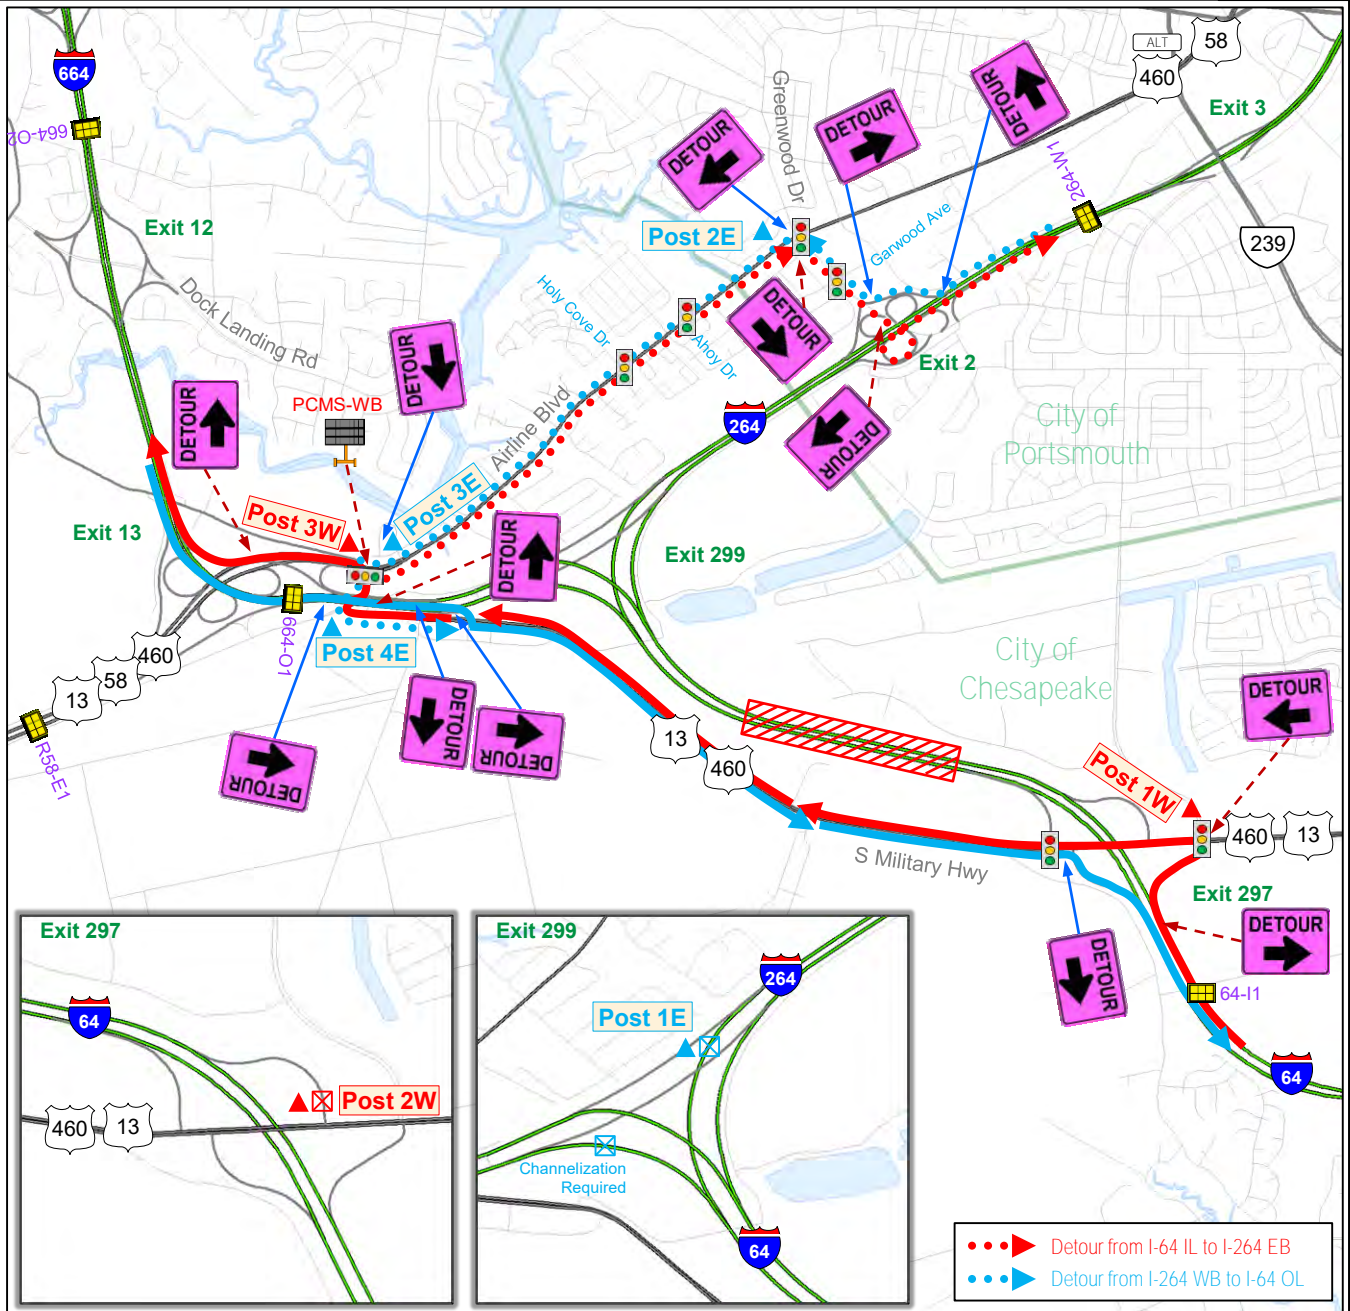 664
664-O2
Exit 12
Dock Landing Rd
ALT
460
58
Exit 3
239
264-W1
Greenwood Dr
DETOUR
DETOUR
DETOUR
Post 2E
Garwood Ave
Holy Cove Dr
Ahoy Dr
DETOUR
DETOUR
Exit 2
264
City of
Portsmouth
Airline Blvd
DETOUR
DETOUR
PCMS-WB
Post 3W
Post 3E
Exit 13
DETOUR
Exit 299
664-O1
Post 4E
460
58
13
R58-E1
DETOUR
DETOUR
DETOUR
City of
Chesapeake
13
460
S Military Hwy
DETOUR
Post 1W
460
13
Exit 297
DETOUR
DETOUR
64-I1
64
Exit 297
64
Post 2W
460
13
Exit 299
264
Post 1E
Channelization
Required
64
Detour from I-64 IL to I-264 EB
Detour from I-264 WB to I-64 OL